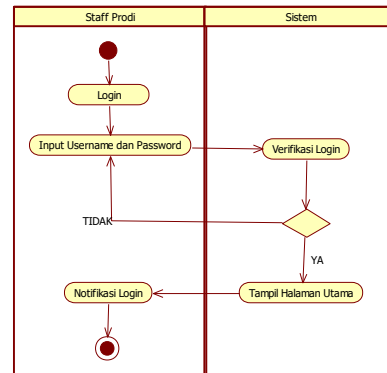 Staff Prodi
Sistem
Login
Input Username dan Password
Verifikasi Login
TIDAK
YA
Notifikasi Login
Tampil Halaman Utama